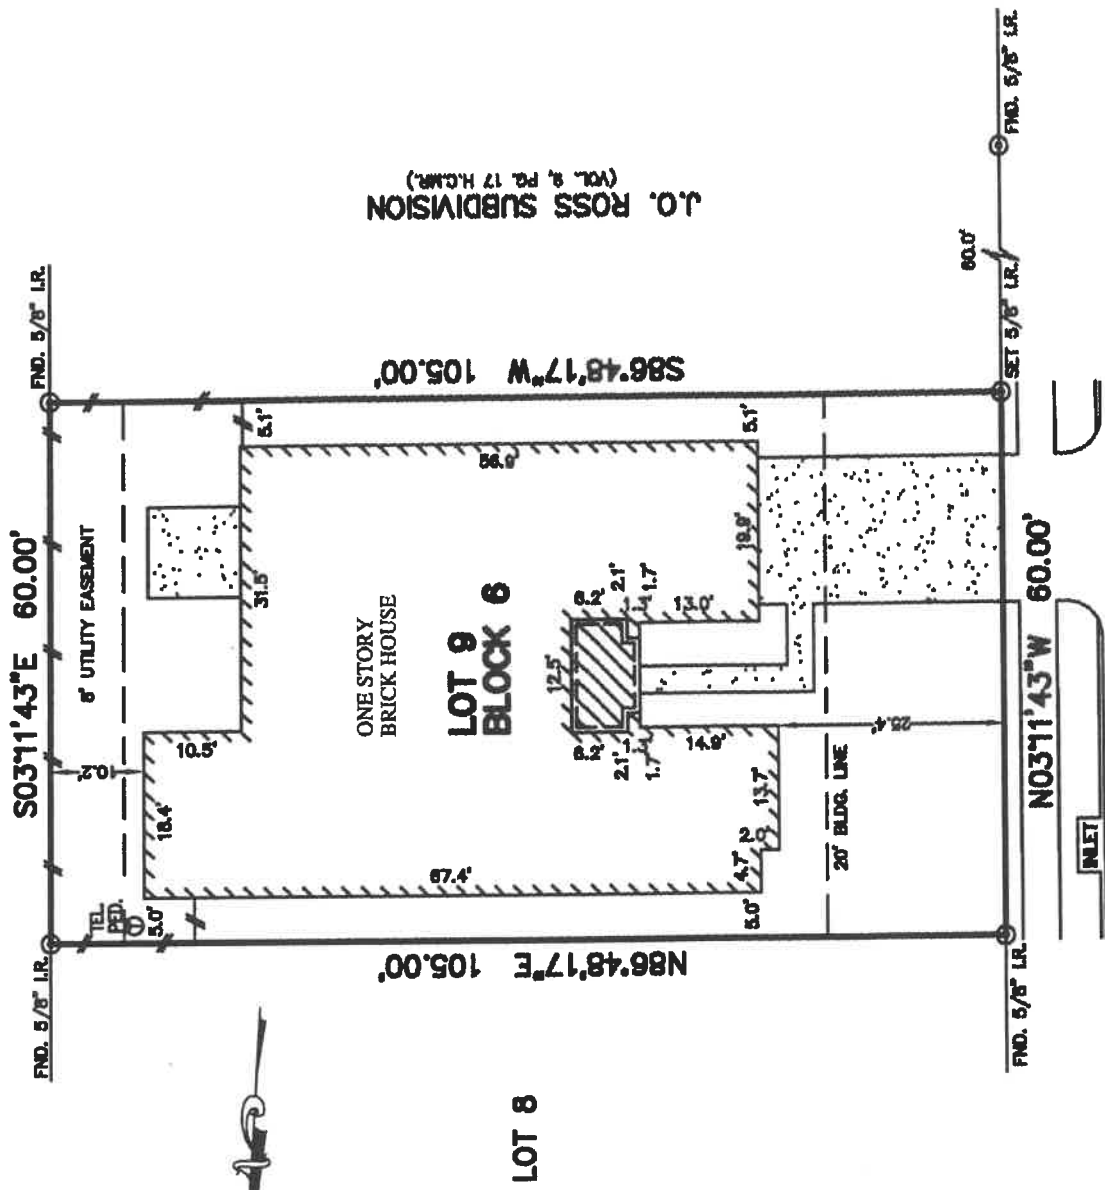 S03°11'43"E 60.00'
FND. 5/8" I.R.
FND. 5/8" I.R.
8' UTILITY EASEMENT
TEL.
PED.
T
10.2'
5.0'
5.1'
18.4'
10.5'
31.5'
56.8'
67.4'
ONE STORY
BRICK HOUSE
LOT 9
BLOCK 6
12.5'
6.2'
2.1'
1.7'
13.0'
6.2'
2.1'
1.7'
14.9'
19.9'
5.1'
13.7'
2.0
4.7'
5.0'
25.4'
20' BLDG. LINE
N86°48'17"E 105.00'
S86°48'17"W 105.00'
J.O. ROSS SUBDIVISION
(VOL. 9, PG. 17 H.C.M.R.)
LOT 8
N03°11'43"W 60.00'
FND. 5/8" I.R.
SET 5/8" I.R.
60.0'
FND. 5/8" I.R.
INLET